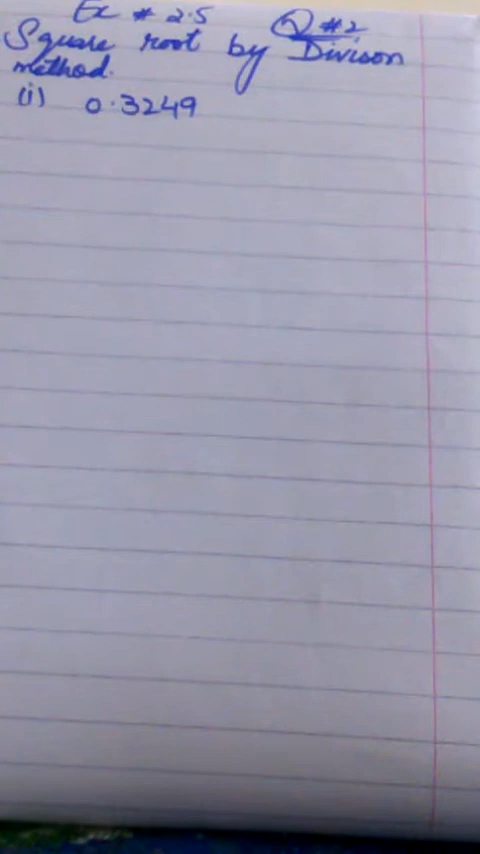 Ex # 2.5 Q #2
Square root by Divison
method.
(i) 0.3249